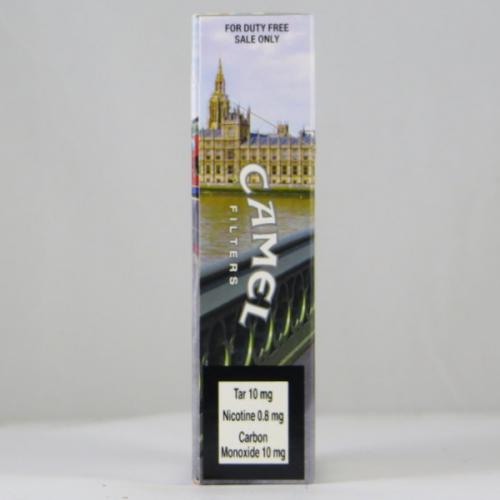 FOR DUTY FREE
SALE ONLY
CAMEL
FILTERS
Tar 10 mg
Nicotine 0.8 mg
Carbon
Monoxide 10 mg